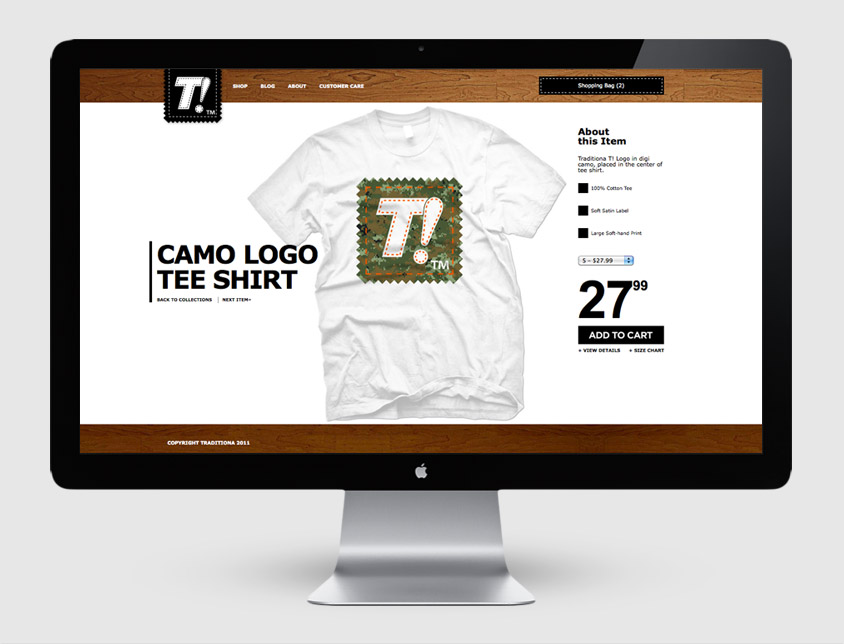 T!
TM
SHOP BLOG ABOUT CUSTOMER CARE
Shopping Bag (2)
About
this Item
Traditiona T! Logo in digi
camo, placed in the center of
tee shirt.
100% Cotton Tee
Soft Satin Label
Large Soft-hand Print
T!
TM
CAMO LOGO
TEE SHIRT
BACK TO COLLECTIONS | NEXT ITEM+
S - $27.99
27 99
ADD TO CART
+ VIEW DETAILS + SIZE CHART
COPYRIGHT TRADITIONA 2011